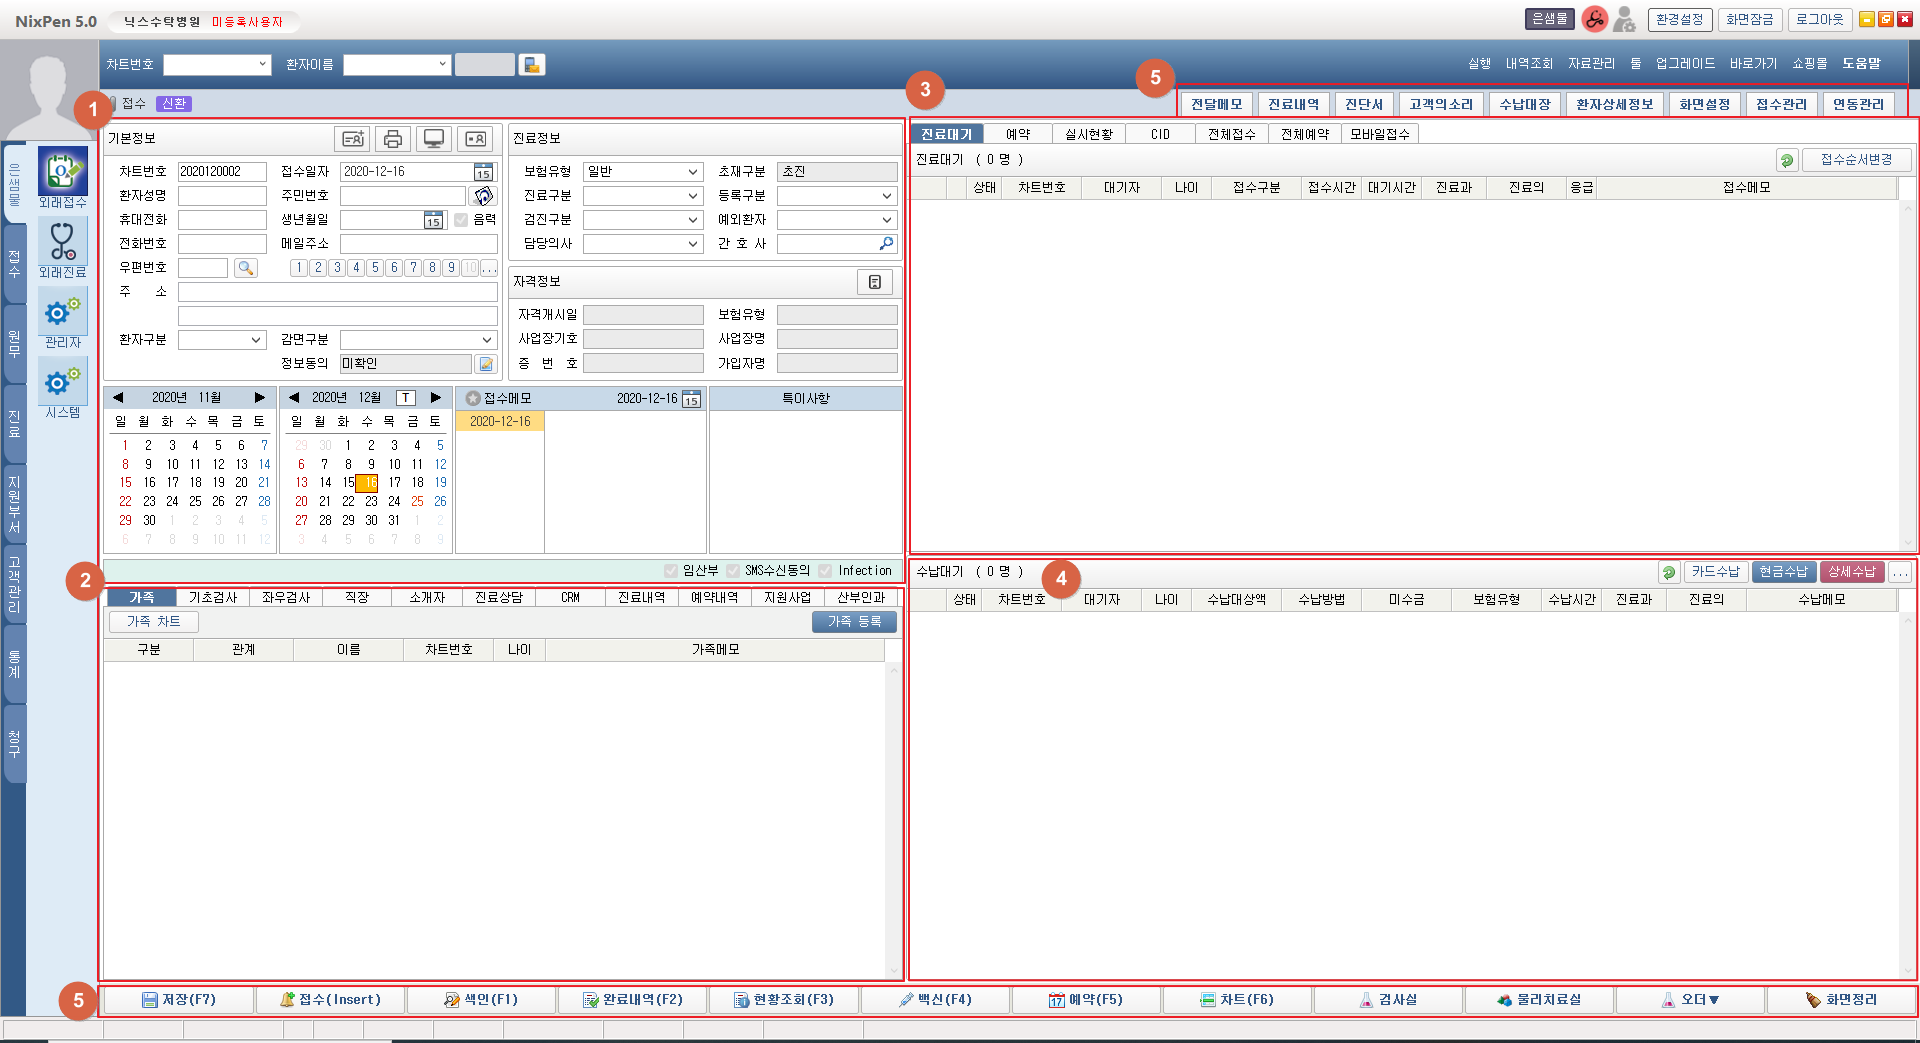 NixPen 5.0 닉스수탁병원 미등록사용자 은샘물 환경설정 화면잠금 로그아웃
차트번호 환자이름 실행 내역조회 자료관리 툴 업그레이드 바로가기 쇼핑몰 도움말
1 접수 신환 3 5 전달메모 진료내역 진단서 고객의소리 수납대장 환자상세정보 화면설정 접수관리 연동관리
은샘물
접수
원무
진료
지원부서
고객관리
통계
청구
외래접수
외래진료
관리자
시스템
기본정보
차트번호 2020120002 접수일자 2020-12-16 15
환자성명 주민번호
휴대전화 생년월일 15 음력
전화번호 메일주소
우편번호 1 2 3 4 5 6 7 8 9 10 ...
주 소
환자구분 감면구분
정보동의 미확인
진료정보
보험유형 일반 초재구분 초진
진료구분 등록구분
검진구분 예외환자
담당의사 간 호 사
자격정보
자격개시일 보험유형
사업장기호 사업장명
증 번 호 가입자명
2020년 11월
일 월 화 수 목 금 토
1 2 3 4 5 6 7
8 9 10 11 12 13 14
15 16 17 18 19 20 21
22 23 24 25 26 27 28
29 30 1 2 3 4 5
6 7 8 9 10 11 12
2020년 12월 T
일 월 화 수 목 금 토
29 30 1 2 3 4 5
6 7 8 9 10 11 12
13 14 15 16 17 18 19
20 21 22 23 24 25 26
27 28 29 30 31 1 2
3 4 5 6 7 8 9
접수메모 2020-12-16 15
2020-12-16
특이사항
임산부 SMS수신동의 Infection
2
가족 기초검사 좌우검사 직장 소개자 진료상담 CRM 진료내역 예약내역 지원사업 산부인과
가족 차트 가족 등록
구분 관계 이름 차트번호 나이 가족메모
진료대기 예약 실시현황 CID 전체접수 전체예약 모바일접수
진료대기 ( 0 명 ) 접수순서변경
상태 차트번호 대기자 나이 접수구분 접수시간 대기시간 진료과 진료의 응급 접수메모
수납대기 ( 0 명 ) 4 카드수납 현금수납 상세수납 ...
상태 차트번호 대기자 나이 수납대상액 수납방법 미수금 보험유형 수납시간 진료과 진료의 수납메모
5 저장(F7) 접수(Insert) 색인(F1) 완료내역(F2) 현황조회(F3) 백신(F4) 17 예약(F5) 차트(F6) 검사실 물리치료실 오더▼ 화면정리